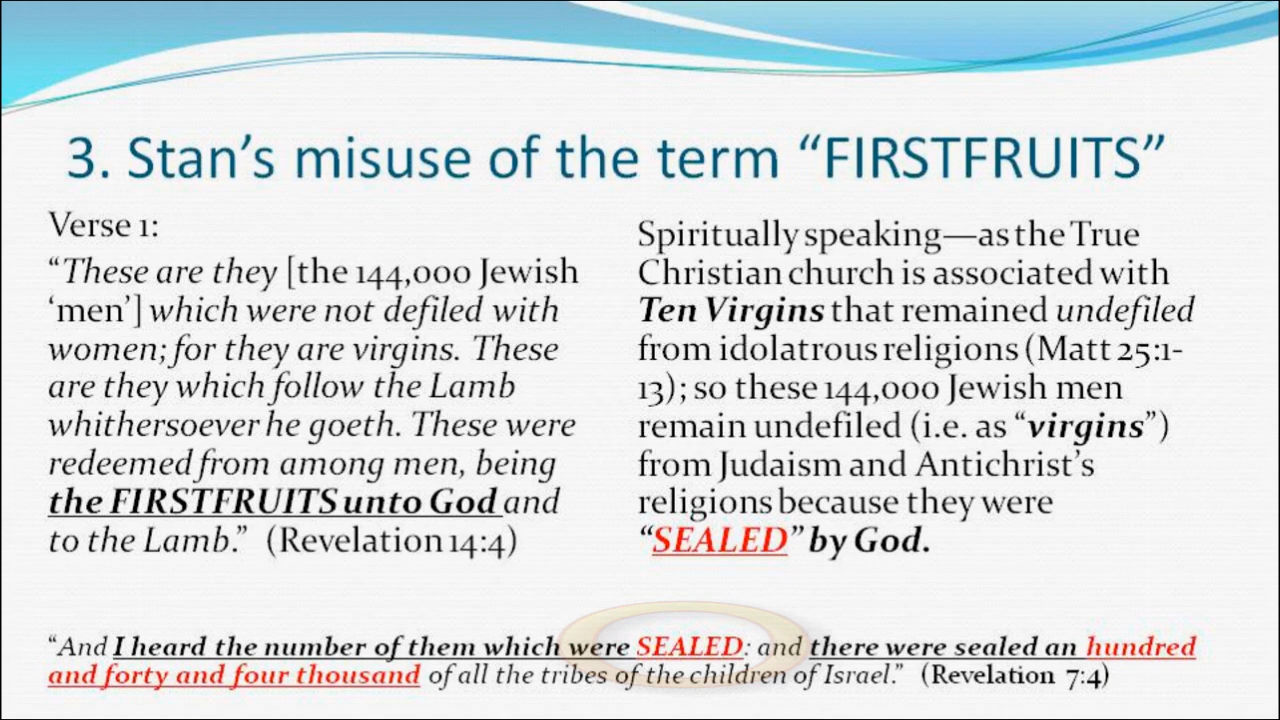 3. Stan’s misuse of the term “FIRSTFRUITS”
Verse 1:
“These are they [the 144,000 Jewish
‘men’] which were not defiled with
women; for they are virgins. These
are they which follow the Lamb
whithersoever he goeth. These were
redeemed from among men, being
the FIRSTFRUITS unto God and
to the Lamb.” (Revelation 14:4)
Spiritually speaking—as the True
Christian church is associated with
Ten Virgins that remained undefiled
from idolatrous religions (Matt 25:1-
13); so these 144,000 Jewish men
remain undefiled (i.e. as “virgins”)
from Judaism and Antichrist’s
religions because they were
“SEALED” by God.
“And I heard the number of them which were SEALED: and there were sealed an hundred
and forty and four thousand of all the tribes of the children of Israel.” (Revelation 7:4)